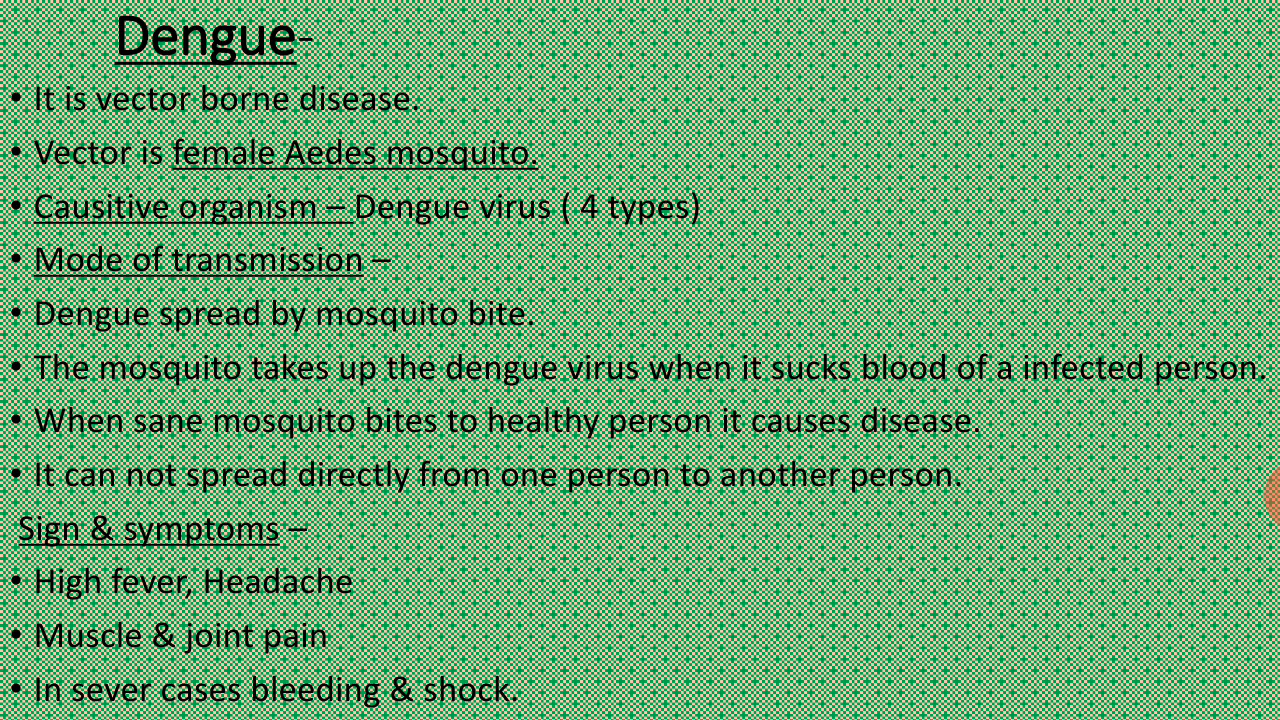 Dengue-
• It is vector borne disease.
• Vector is female Aedes mosquito.
• Causitive organism – Dengue virus ( 4 types)
• Mode of transmission –
• Dengue spread by mosquito bite.
• The mosquito takes up the dengue virus when it sucks blood of a infected person.
• When sane mosquito bites to healthy person it causes disease.
• It can not spread directly from one person to another person.
Sign & symptoms –
• High fever, Headache
• Muscle & joint pain
• In sever cases bleeding & shock.